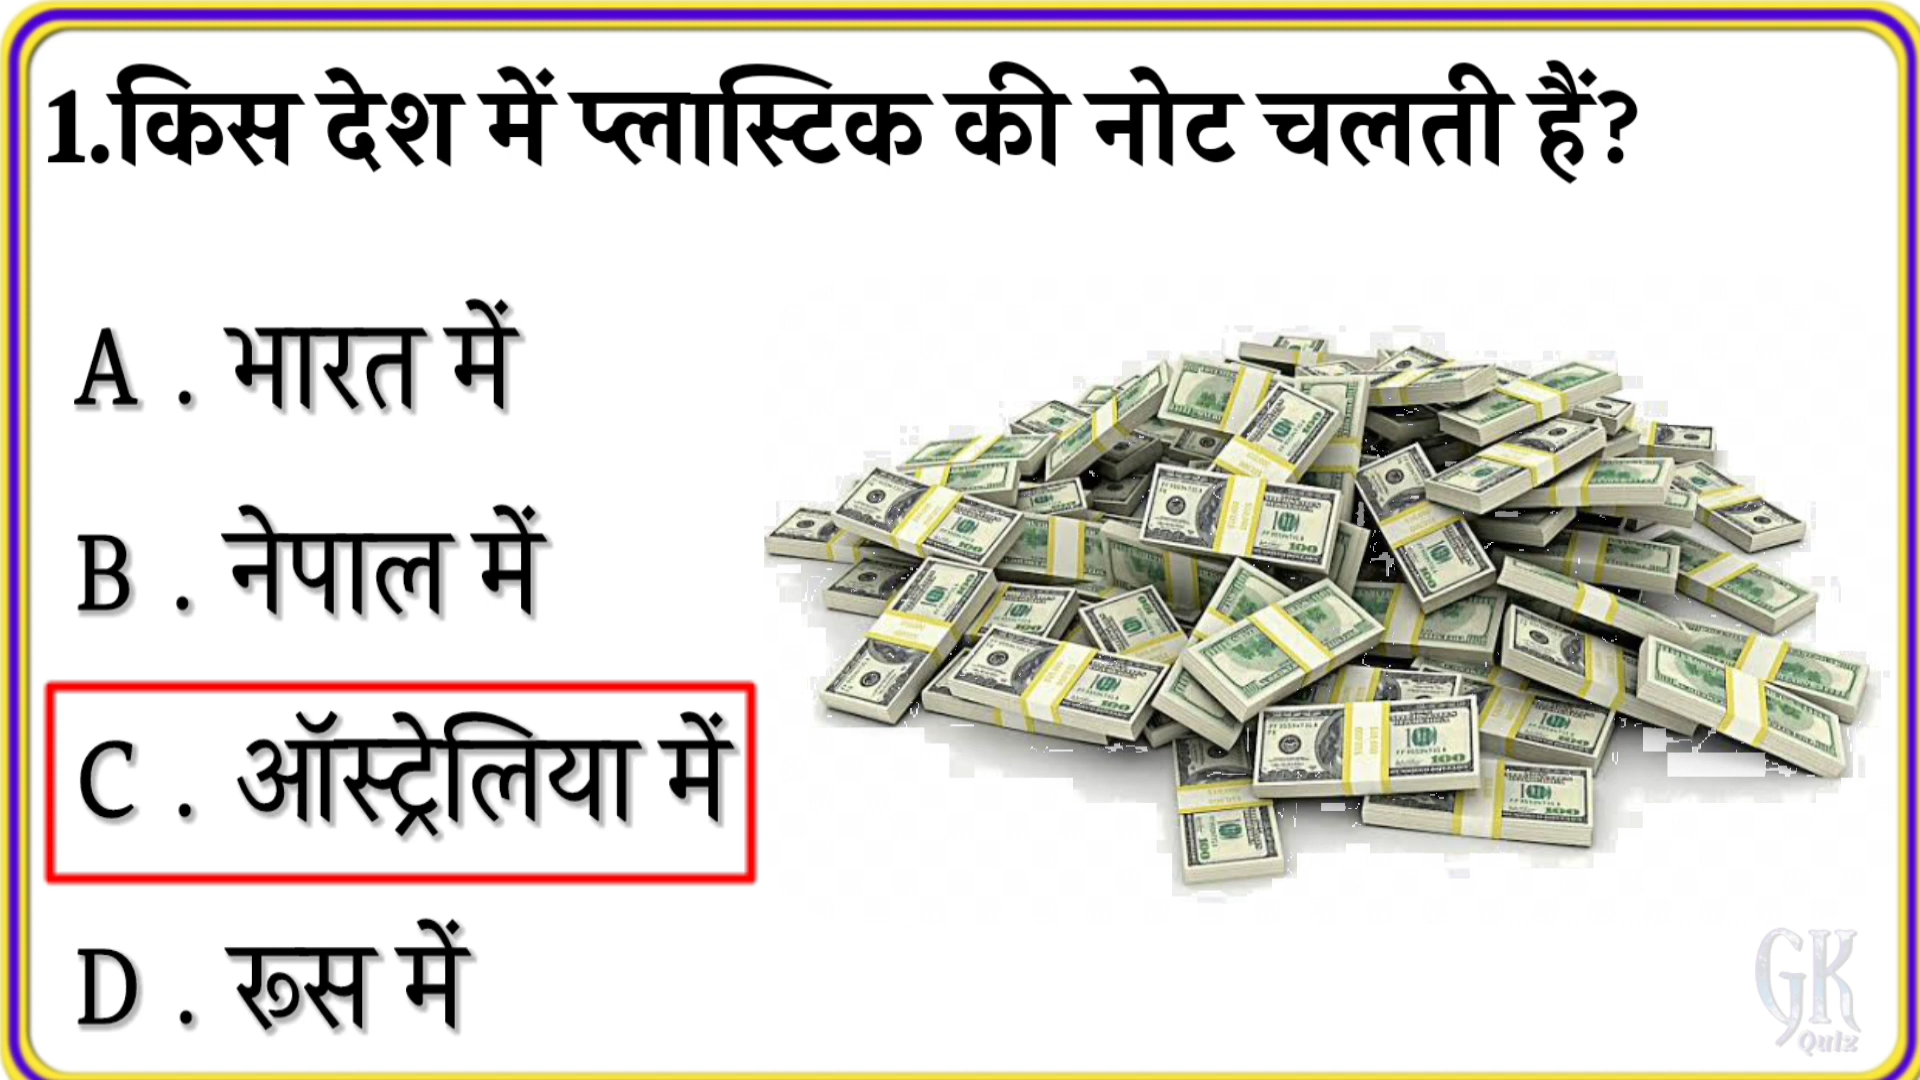 1.किस देश में प्लास्टिक की नोट चलती हैं?
A . भारत में
B . नेपाल में
C . ऑस्ट्रेलिया में
D . रूस में
GK
Quiz